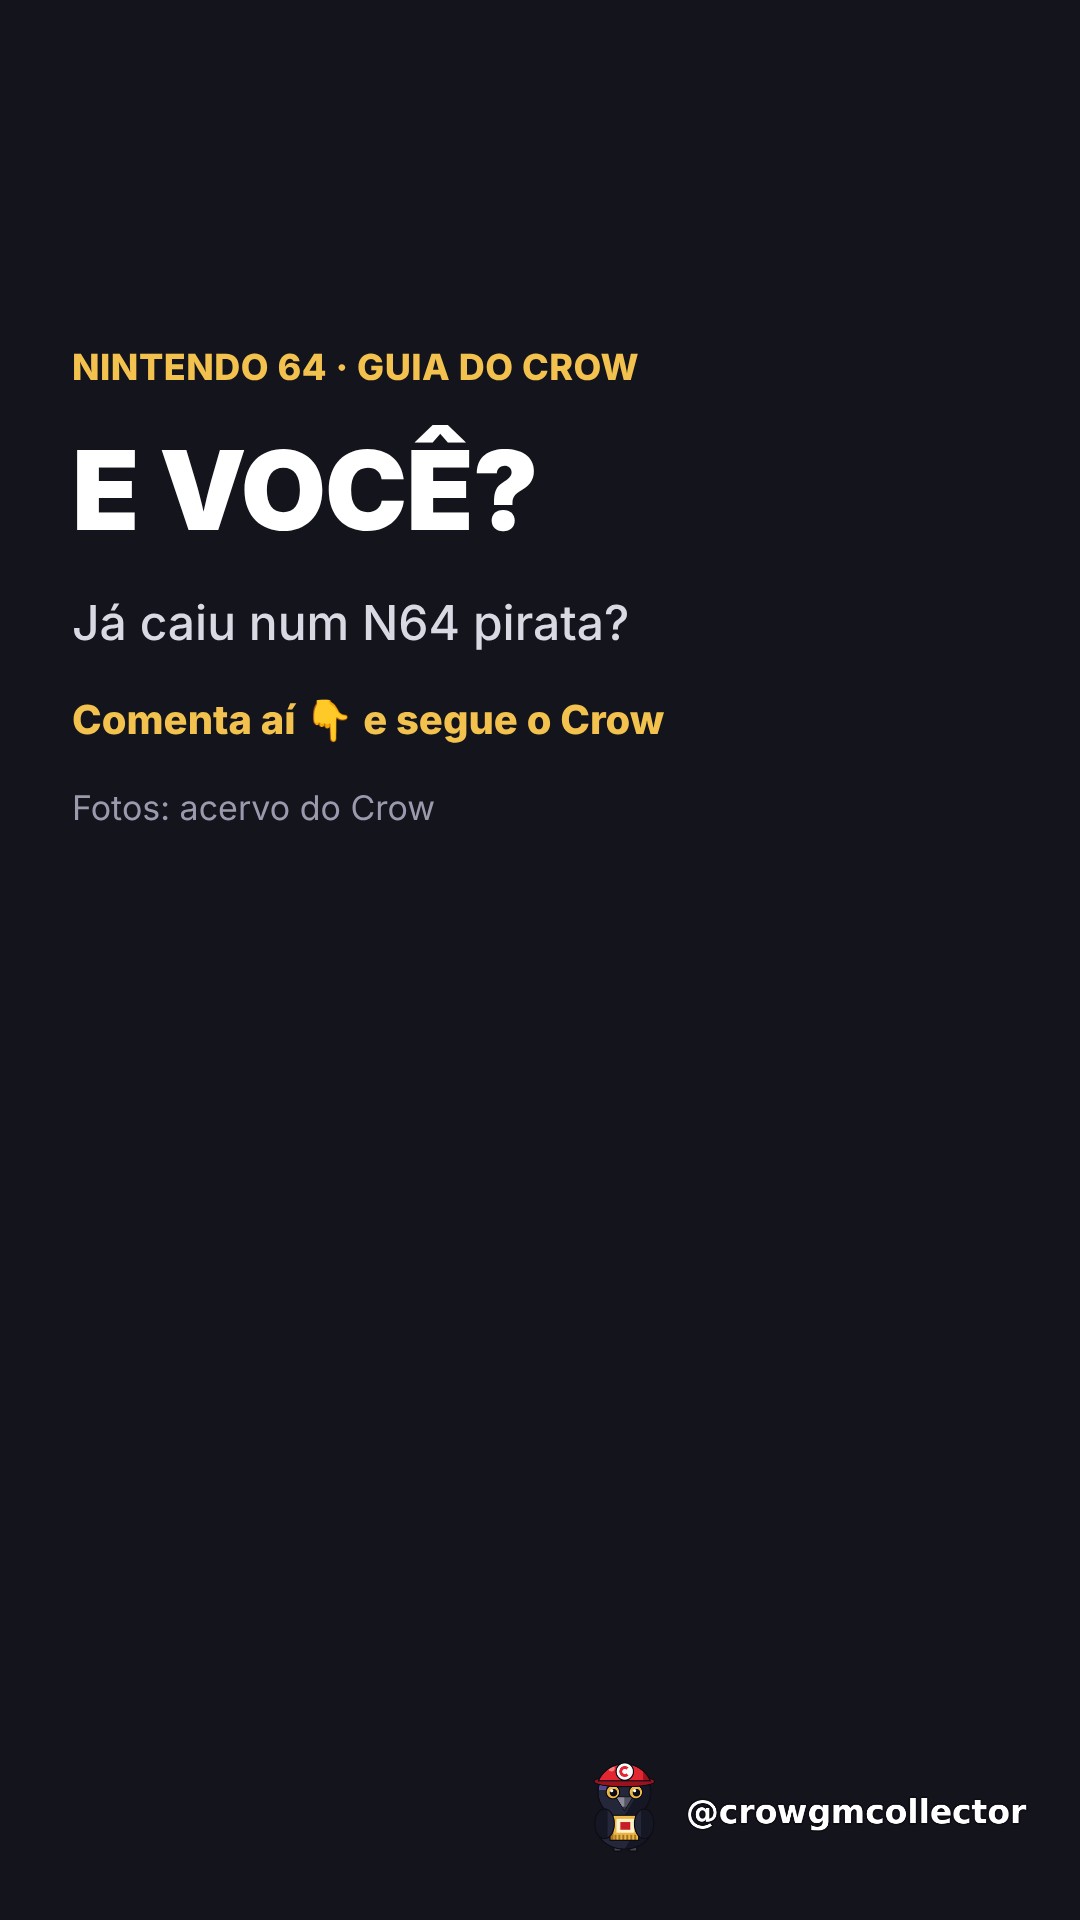 NINTENDO 64 · GUIA DO CROW
E VOCÊ?
Já caiu num N64 pirata?
Comenta aí 👇 e segue o Crow
Fotos: acervo do Crow
C
@crowgmcollector